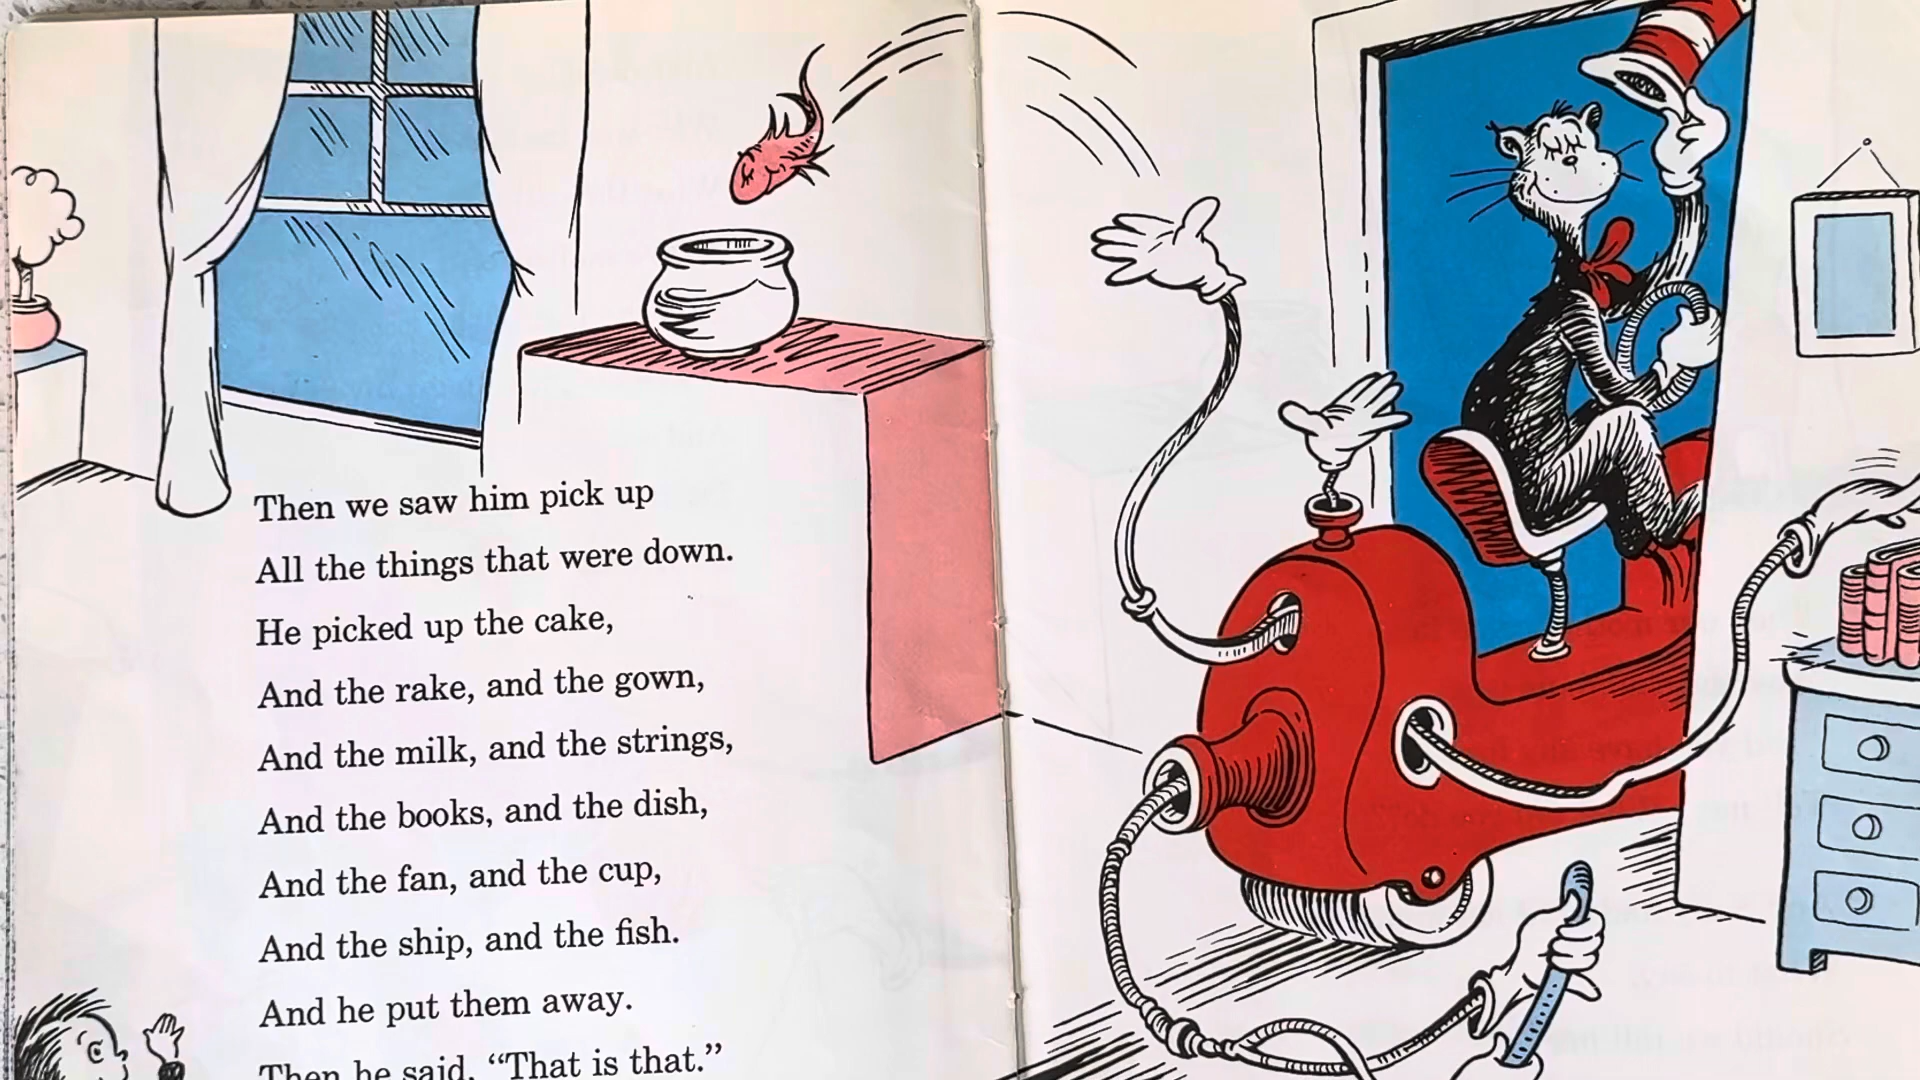 Then we saw him pick up
All the things that were down.
He picked up the cake,
And the rake, and the gown,
And the milk, and the strings,
And the books, and the dish,
And the fan, and the cup,
And the ship, and the fish.
And he put them away.
Then he said, “That is that.”